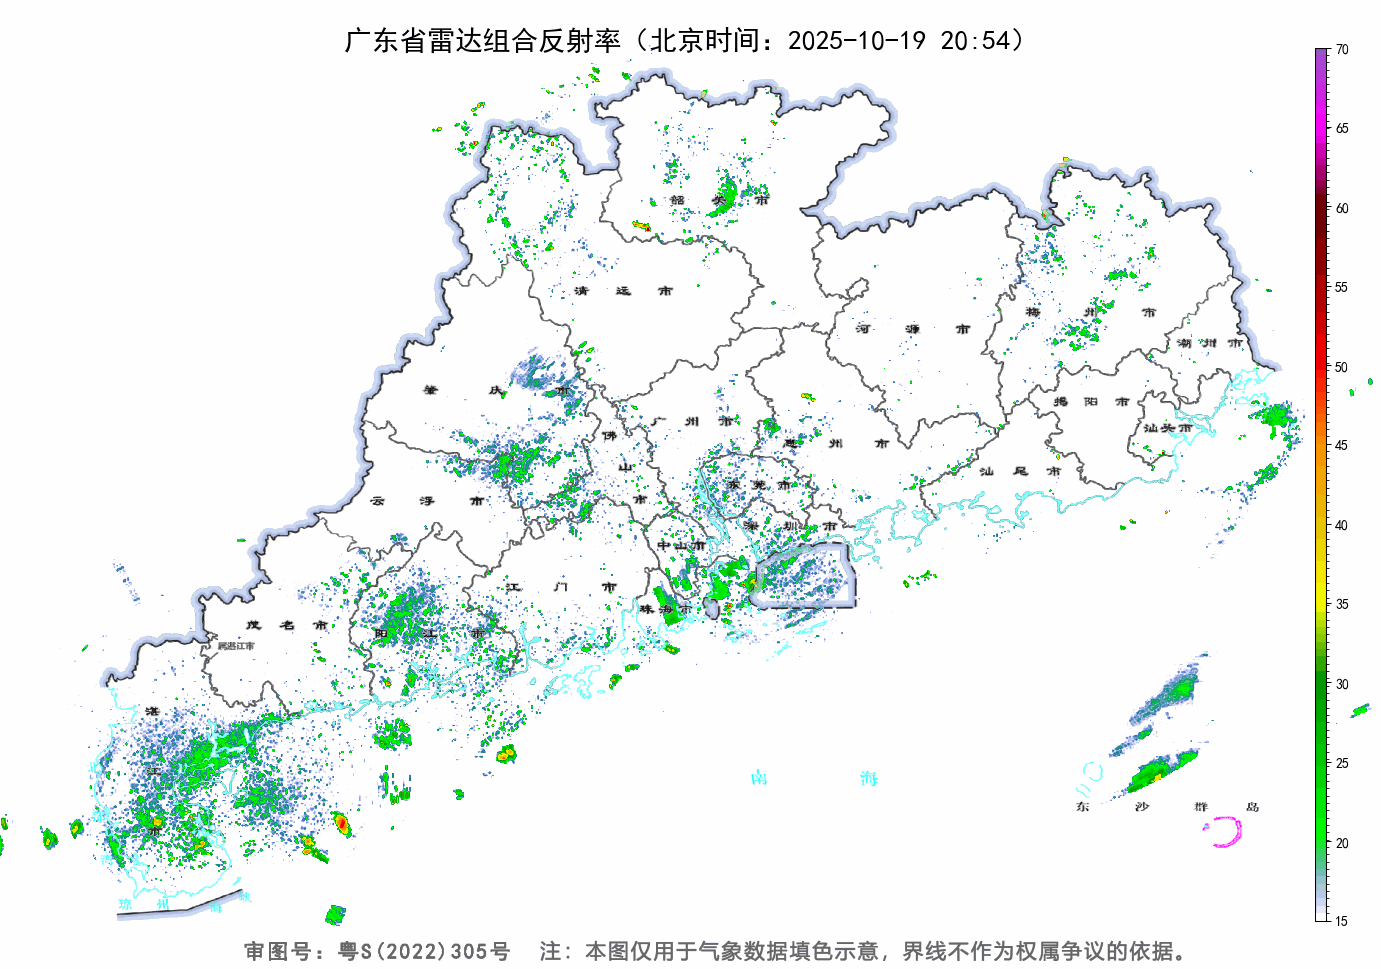 广东省雷达组合反射率（北京时间：2025-10-19 20:54）
70
65
60
55
50
45
40
35
30
25
20
15
韶 关 市
清 远 市
河 源 市
梅 州 市
潮 州 市
肇 庆 市
广 州 市
惠 州 市
揭 阳 市
汕头市
佛 山 市
云 浮 市
东 莞 市
汕 尾 市
深 圳 市
中山市
江 门 市
珠海市
茂 名 市
属湛江市
阳 江 市
湛 江 市
南 海
东 沙 群 岛
琼 州 海 峡
审图号：粤S(2022)305号 注：本图仅用于气象数据填色示意，界线不作为权属争议的依据。